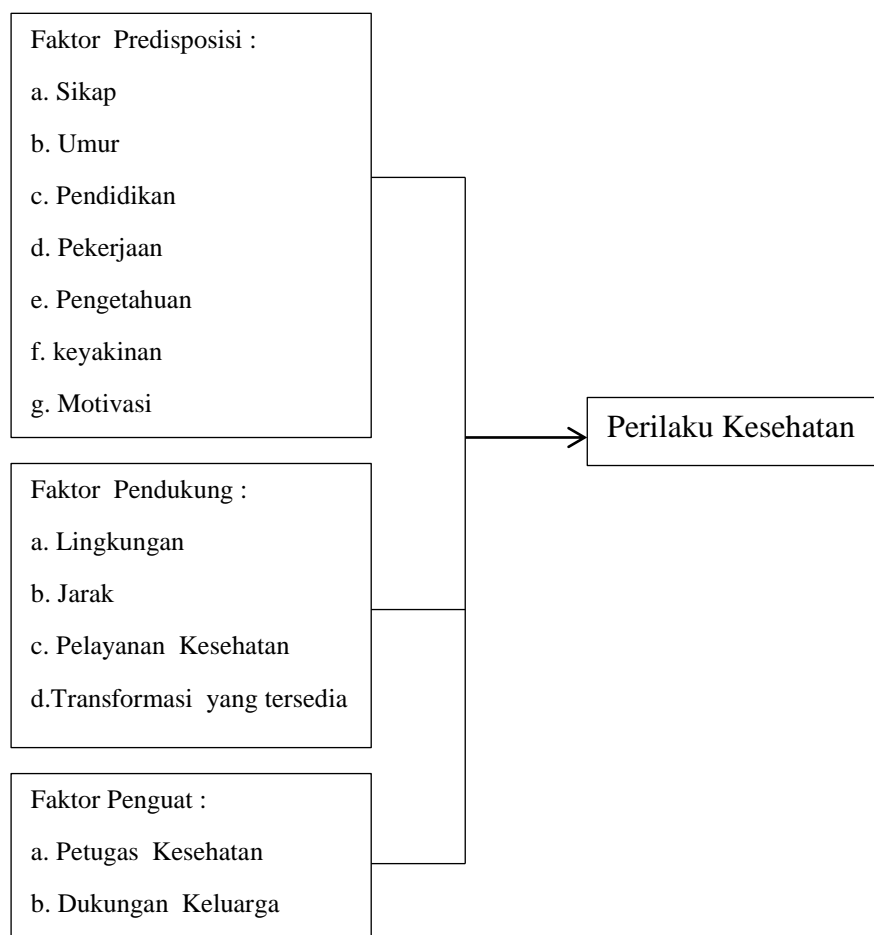 Faktor Predisposisi :
a. Sikap
b. Umur
c. Pendidikan
d. Pekerjaan
e. Pengetahuan
f. keyakinan
g. Motivasi
Perilaku Kesehatan
Faktor Pendukung :
a. Lingkungan
b. Jarak
c. Pelayanan Kesehatan
d.Transformasi yang tersedia
Faktor Penguat :
a. Petugas Kesehatan
b. Dukungan Keluarga